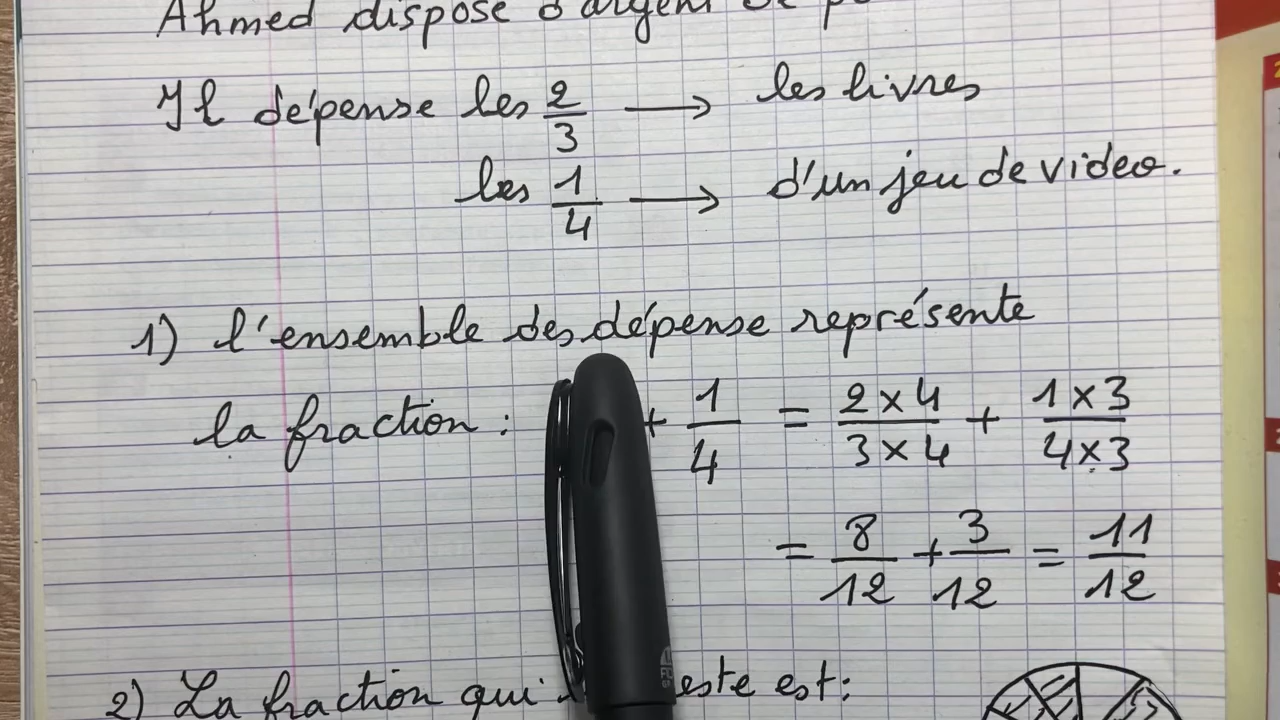 Ahmed dispose d'argent de
Il dépense les 2/3 → les livres
les 1/4 → d'un jeu de video.
1) l'ensemble des dépense représente
la fraction : + 1/4 = 2×4/3×4 + 1×3/4×3
= 8/12 + 3/12 = 11/12
2) La fraction qui este est :